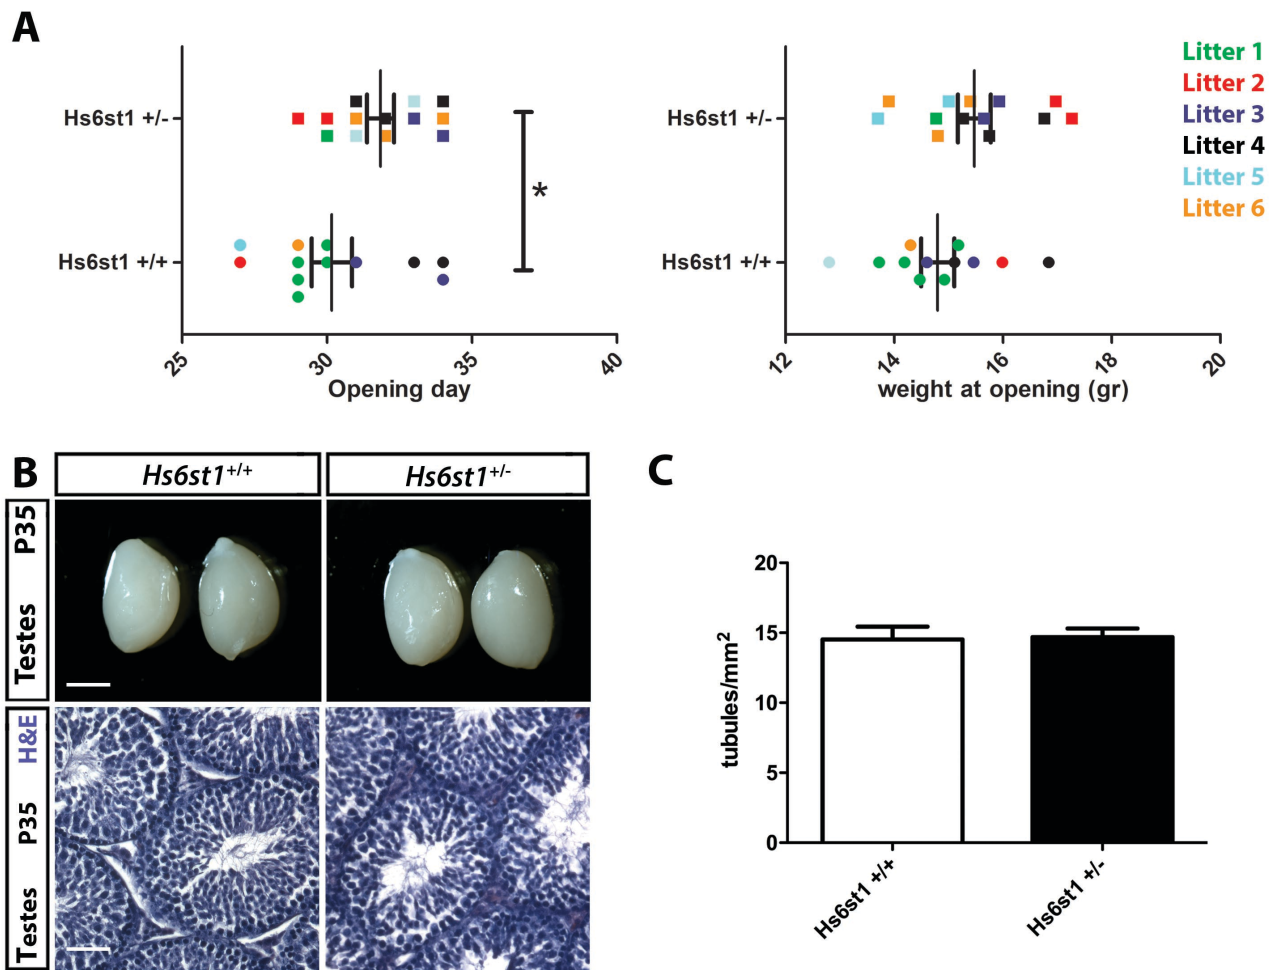 A
Hs6st1 +/-
Hs6st1 +/+
*
25
30
35
40
Opening day
Hs6st1 +/-
Hs6st1 +/+
12
14
16
18
20
weight at opening (gr)
Litter 1
Litter 2
Litter 3
Litter 4
Litter 5
Litter 6
B
Hs6st1+/+
Hs6st1+/-
Testes P35
Testes P35 H&E
C
20
15
10
5
0
tubules/mm2
Hs6st1 +/+
Hs6st1 +/-